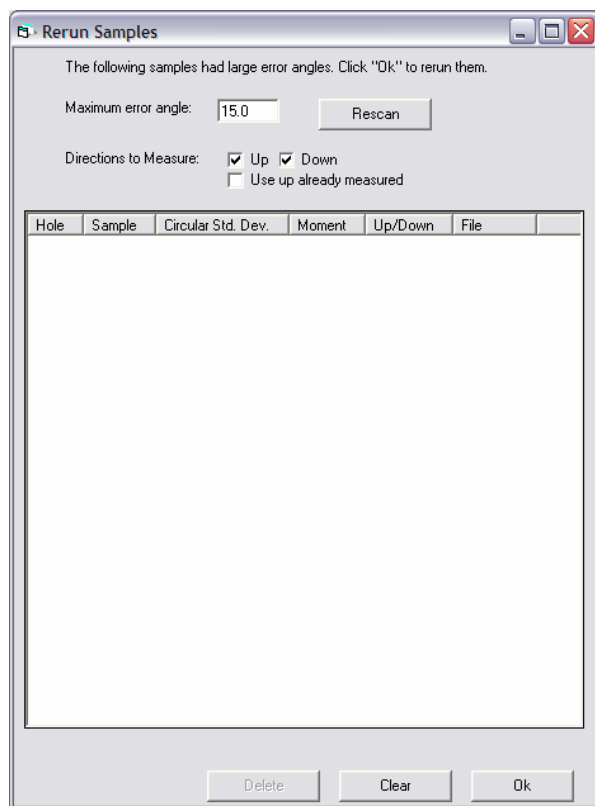 Rerun Samples
The following samples had large error angles. Click "Ok" to rerun them.
Maximum error angle: 15.0 Rescan
Directions to Measure: Up Down
Use up already measured
Hole Sample Circular Std. Dev. Moment Up/Down File
Delete Clear Ok